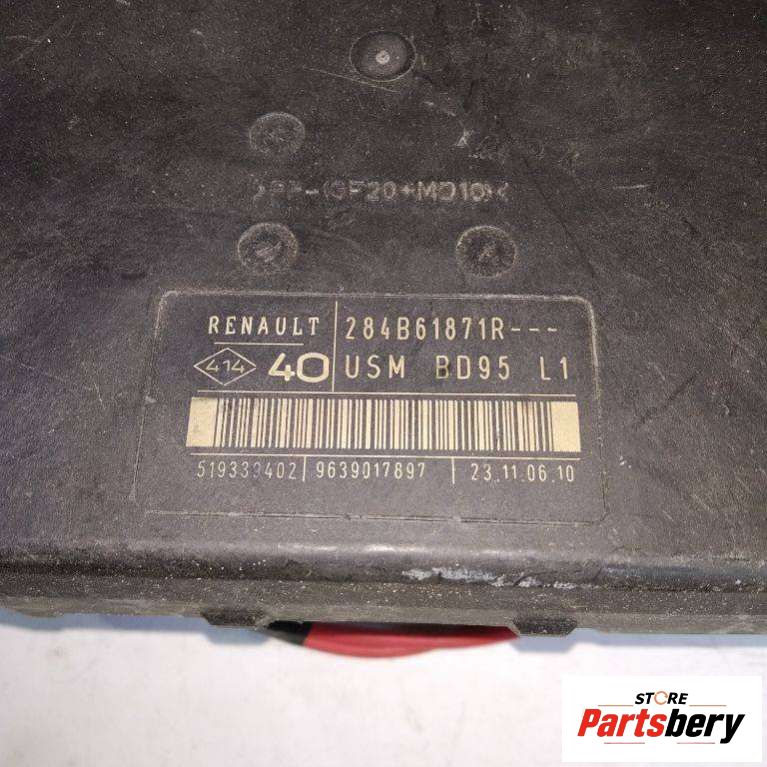 >PP-(GF20+MD10)<
RENAULT 284B61871R---
414 40 USM BD95 L1
519333402 9639017897 23.11.06.10
STORE
Partsbery